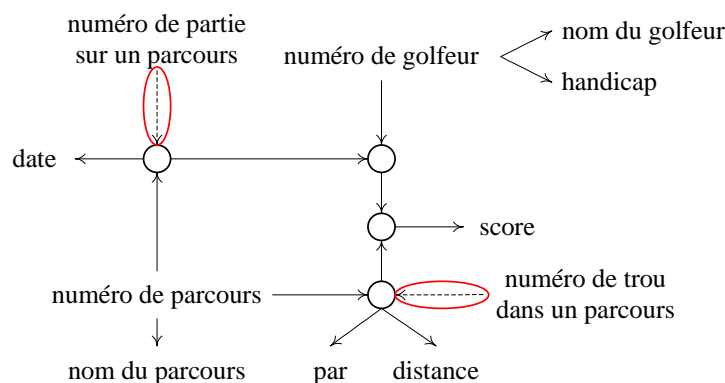 numéro de partie
sur un parcours
numéro de golfeur
nom du golfeur
handicap
date
score
numéro de parcours
numéro de trou
dans un parcours
nom du parcours
par
distance